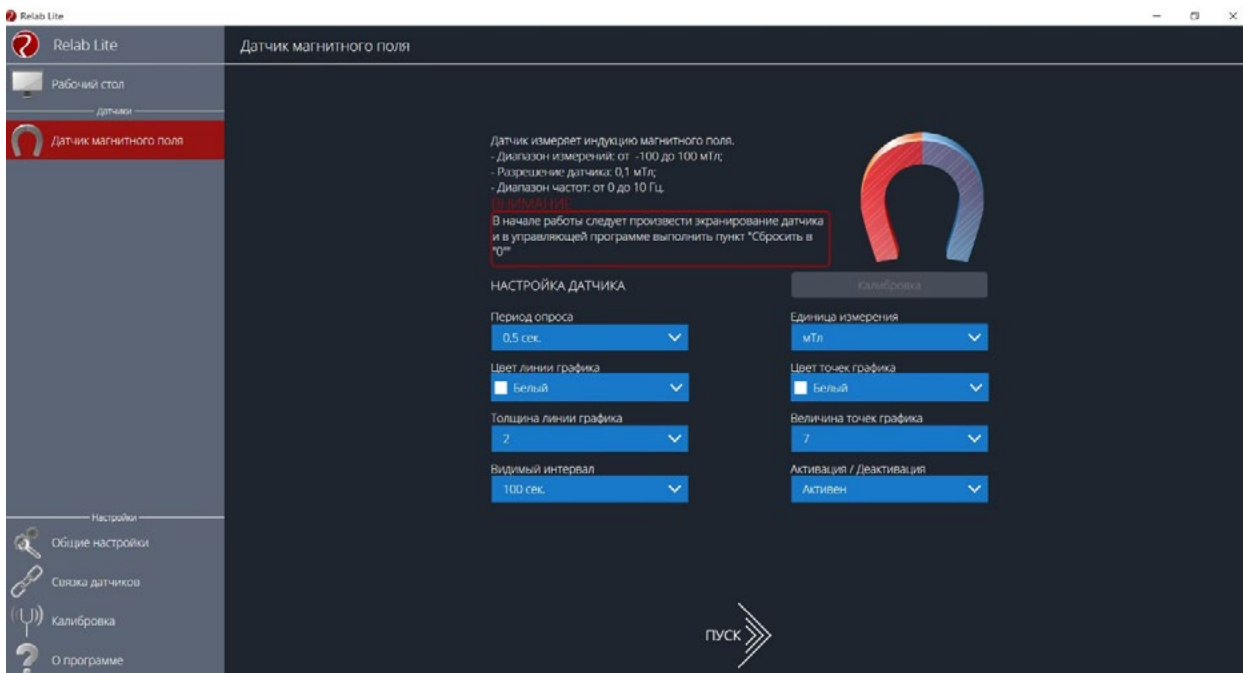 Relab Lite
Relab Lite
Датчик магнитного поля
Рабочий стол
Датчики
Датчик магнитного поля
Датчик измеряет индукцию магнитного поля.
- Диапазон измерений: от -100 до 100 мТл;
- Разрешение датчика: 0,1 мТл;
- Диапазон частот: от 0 до 10 Гц.
ВНИМАНИЕ
В начале работы следует произвести экранирование датчика
и в управляющей программе выполнить пункт "Сбросить в
"0""
НАСТРОЙКА ДАТЧИКА
Калибровка
Период опроса
Единица измерения
0,5 сек.
мТл
Цвет линии графика
Цвет точек графика
Белый
Белый
Толщина линии графика
Величина точек графика
2
7
Видимый интервал
Активация / Деактивация
100 сек.
Активен
Настройки
Общие настройки
Связка датчиков
Калибровка
О программе
ПУСК